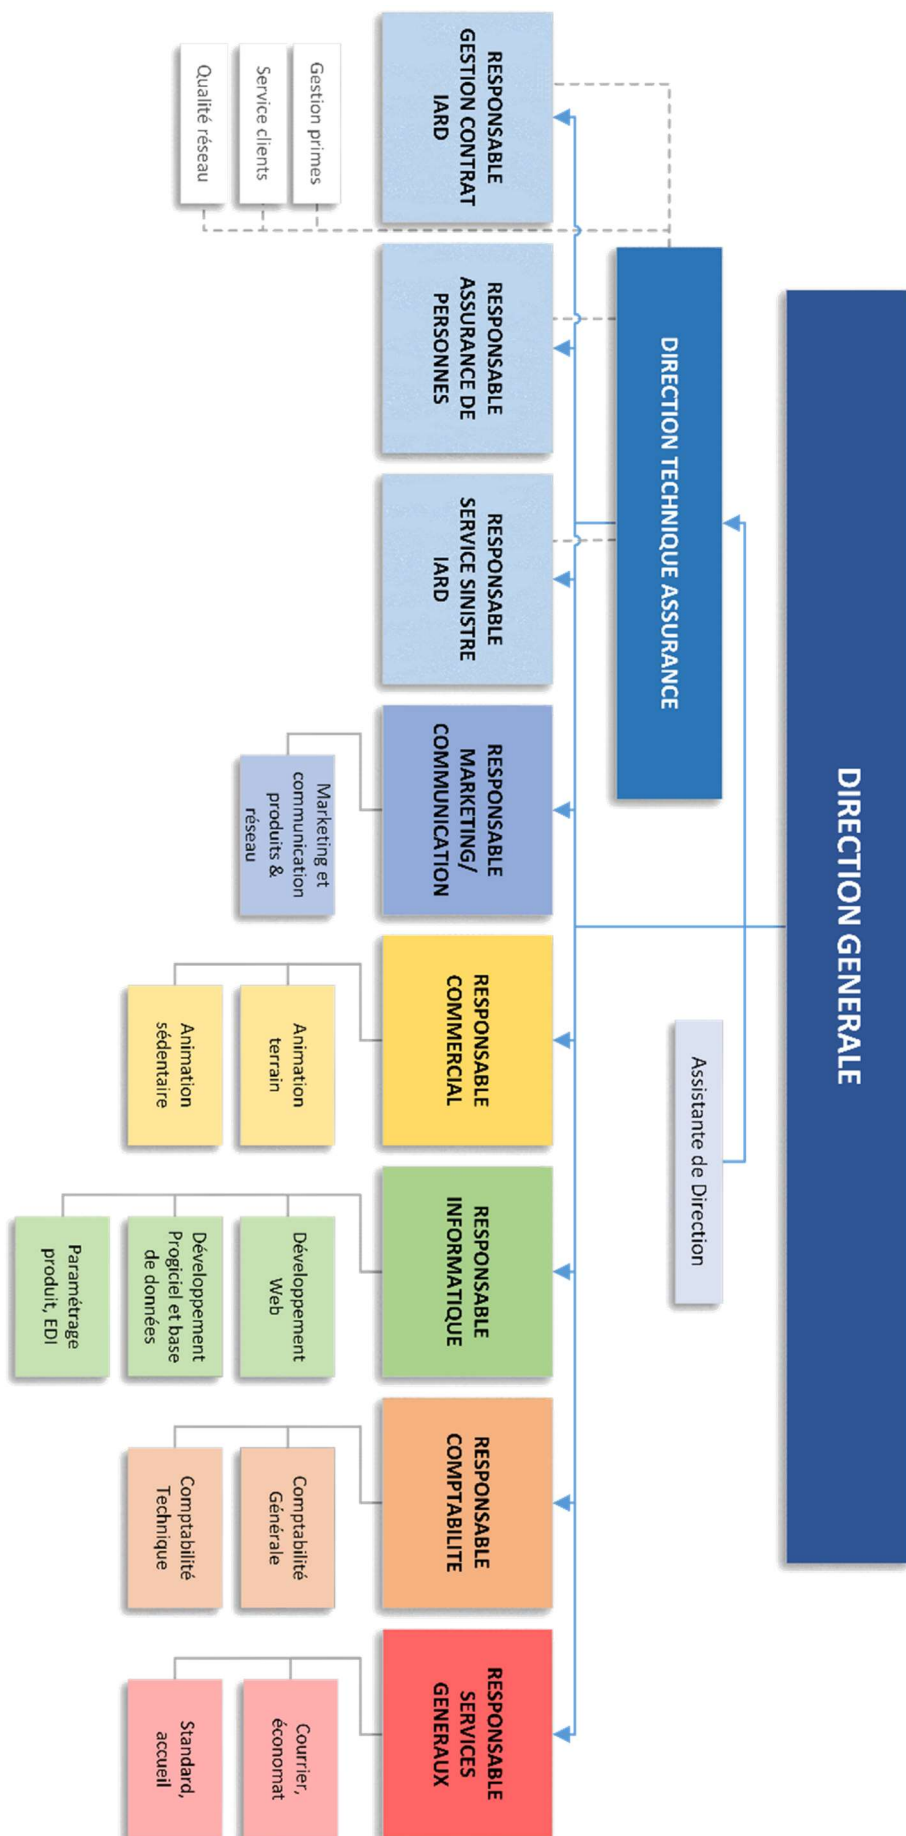 DIRECTION GENERALE
Assistante de Direction
DIRECTION TECHNIQUE ASSURANCE
RESPONSABLE
GESTION CONTRAT
IARD
RESPONSABLE
ASSURANCE DE
PERSONNES
RESPONSABLE
SERVICE SINISTRE
IARD
RESPONSABLE
MARKETING/
COMMUNICATION
RESPONSABLE
COMMERCIAL
RESPONSABLE
INFORMATIQUE
RESPONSABLE
COMPTABILITE
RESPONSABLE
SERVICES
GENERAUX
Gestion primes
Service clients
Qualité réseau
Marketing et
communication
produits &
réseau
Animation
terrain
Animation
sédentaire
Développement
Web
Développement
Progiciel et base
de données
Paramétrage
produit, EDI
Comptabilité
Générale
Comptabilité
Technique
Courrier,
économat
Standard,
accueil